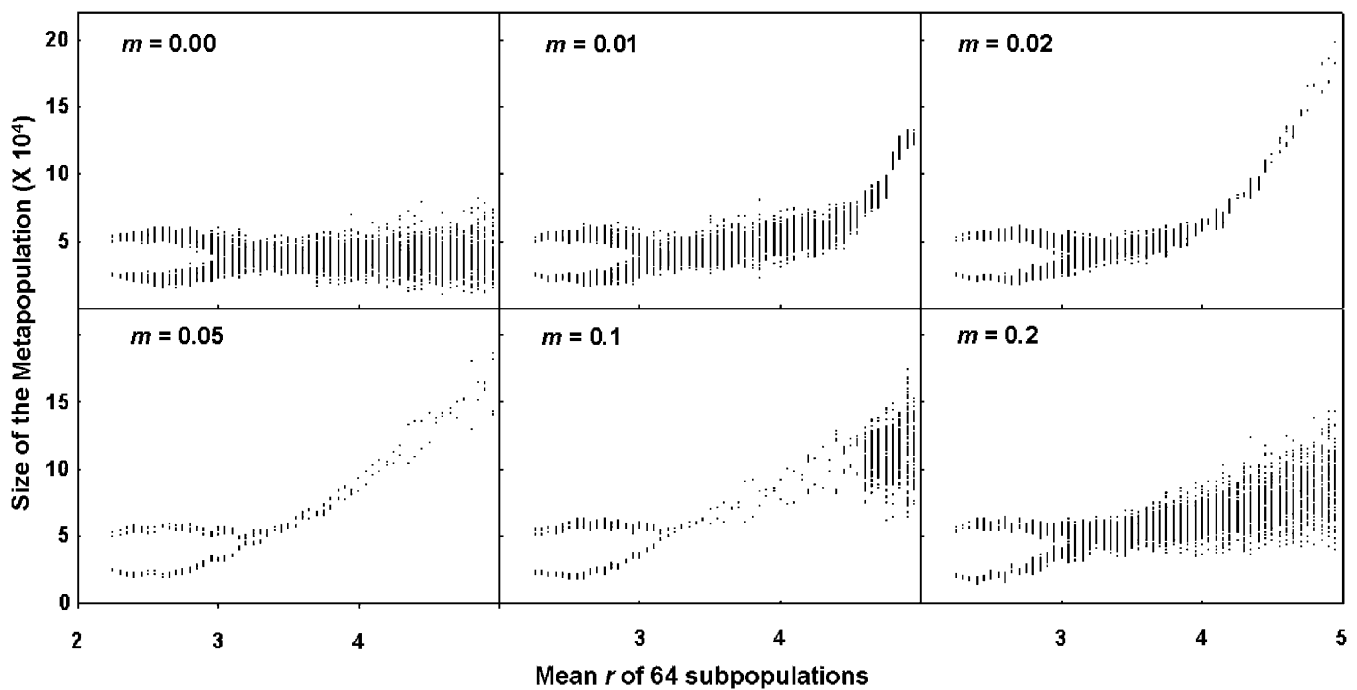 m = 0.00
m = 0.01
m = 0.02
20
15
10
5
m = 0.05
m = 0.1
m = 0.2
15
10
5
0
2
3
4
3
4
3
4
5
Size of the Metapopulation (X 10⁴)
Mean r of 64 subpopulations